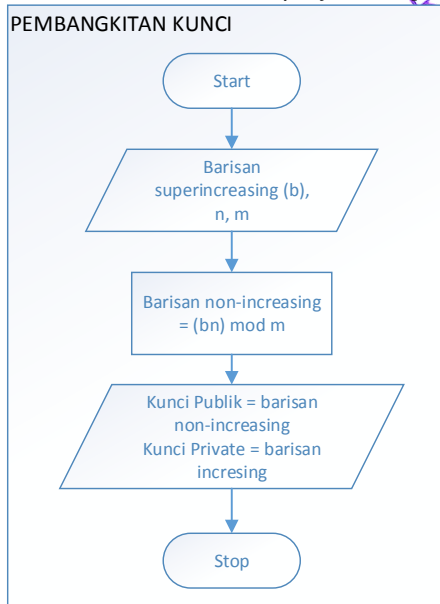 PEMBANGKITAN KUNCI
Start
Barisan
superincreasing (b),
n, m
Barisan non-increasing
= (bn) mod m
Kunci Publik = barisan
non-increasing
Kunci Private = barisan
incresing
Stop